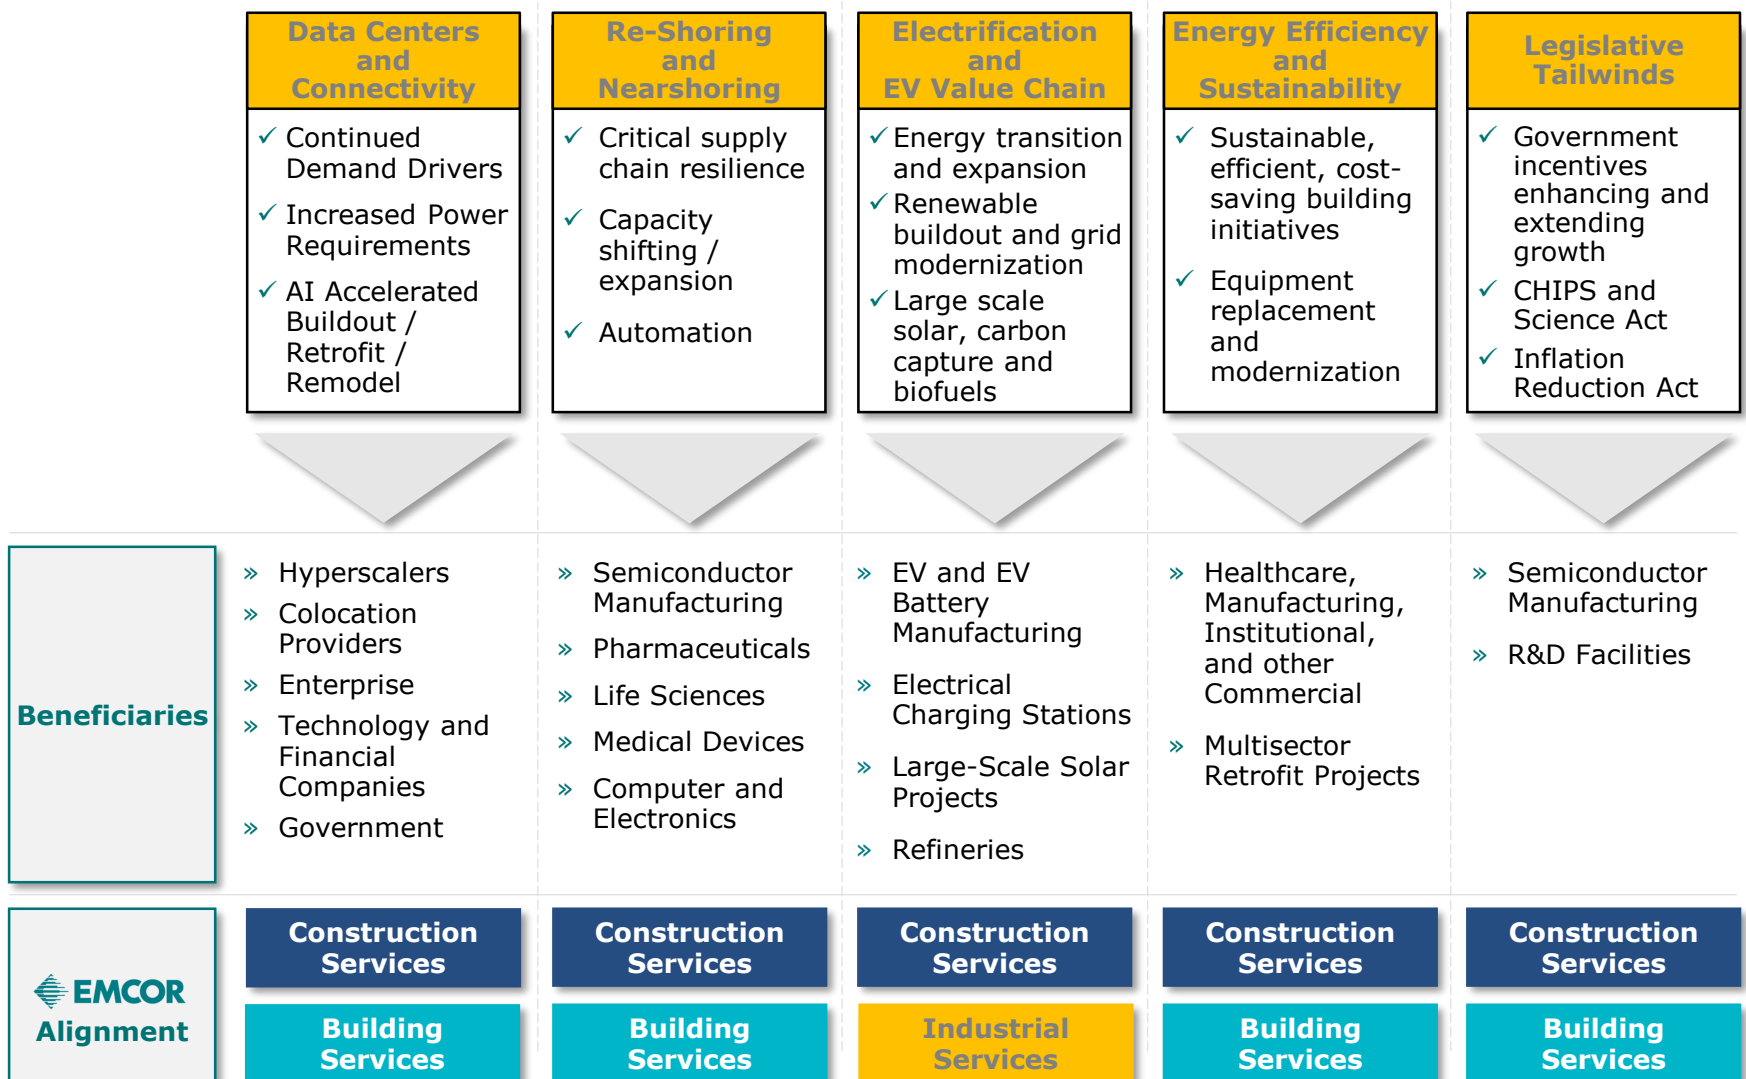 Data Centers
and
Connectivity
✓ Continued
Demand Drivers
✓ Increased Power
Requirements
✓ AI Accelerated
Buildout /
Retrofit /
Remodel
Re-Shoring
and
Nearshoring
✓ Critical supply
chain resilience
✓ Capacity
shifting /
expansion
✓ Automation
Electrification
and
EV Value Chain
✓ Energy transition
and expansion
✓ Renewable
buildout and grid
modernization
✓ Large scale
solar, carbon
capture and
biofuels
Energy Efficiency
and
Sustainability
✓ Sustainable,
efficient, cost-
saving building
initiatives
✓ Equipment
replacement
and
modernization
Legislative
Tailwinds
✓ Government
incentives
enhancing and
extending
growth
✓ CHIPS and
Science Act
✓ Inflation
Reduction Act
Beneficiaries
» Hyperscalers
» Colocation
Providers
» Enterprise
» Technology and
Financial
Companies
» Government
» Semiconductor
Manufacturing
» Pharmaceuticals
» Life Sciences
» Medical Devices
» Computer and
Electronics
» EV and EV
Battery
Manufacturing
» Electrical
Charging Stations
» Large-Scale Solar
Projects
» Refineries
» Healthcare,
Manufacturing,
Institutional,
and other
Commercial
» Multisector
Retrofit Projects
» Semiconductor
Manufacturing
» R&D Facilities
EMCOR
Alignment
Construction
Services
Building
Services
Construction
Services
Building
Services
Construction
Services
Industrial
Services
Construction
Services
Building
Services
Construction
Services
Building
Services